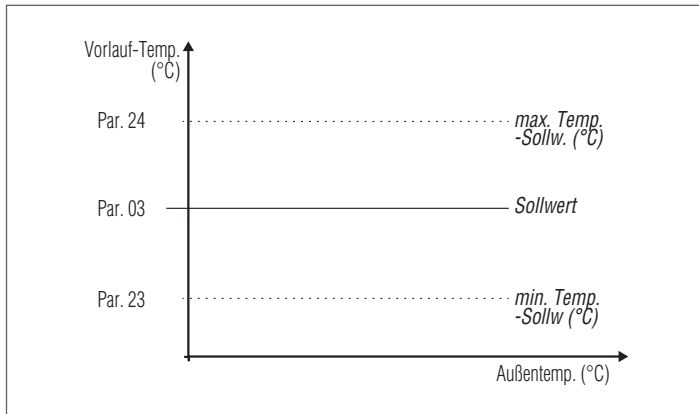 Vorlauf-Temp.
(°C)
Par. 24
max. Temp.
-Sollw. (°C)
Par. 03
Sollwert
Par. 23
min. Temp.
-Sollw (°C)
Außentemp. (°C)